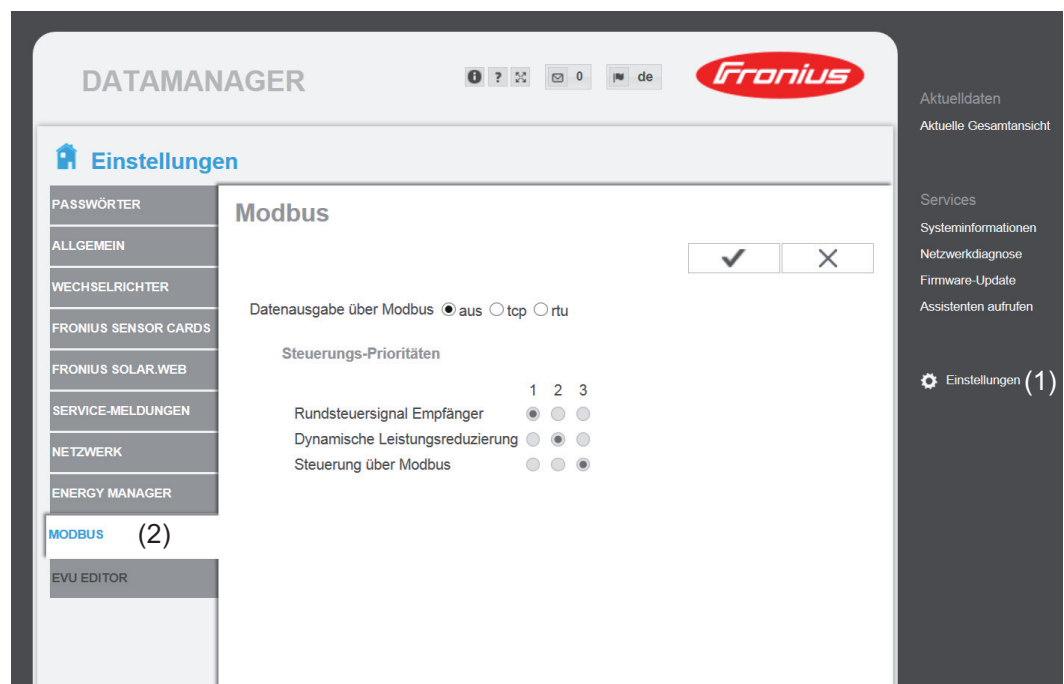 DATAMANAGER
i ? 0 de
Fronius
Einstellungen
PASSWÖRTER
ALLGEMEIN
WECHSELRICHTER
FRONIUS SENSOR CARDS
FRONIUS SOLAR.WEB
SERVICE-MELDUNGEN
NETZWERK
ENERGY MANAGER
MODBUS (2)
EVU EDITOR
Modbus
Datenausgabe über Modbus aus tcp rtu
Steuerungs-Prioritäten
1 2 3
Rundsteuersignal Empfänger
Dynamische Leistungsreduzierung
Steuerung über Modbus
Aktuelldaten
Aktuelle Gesamtansicht
Services
Systeminformationen
Netzwerkdiagnose
Firmware-Update
Assistenten aufrufen
Einstellungen (1)